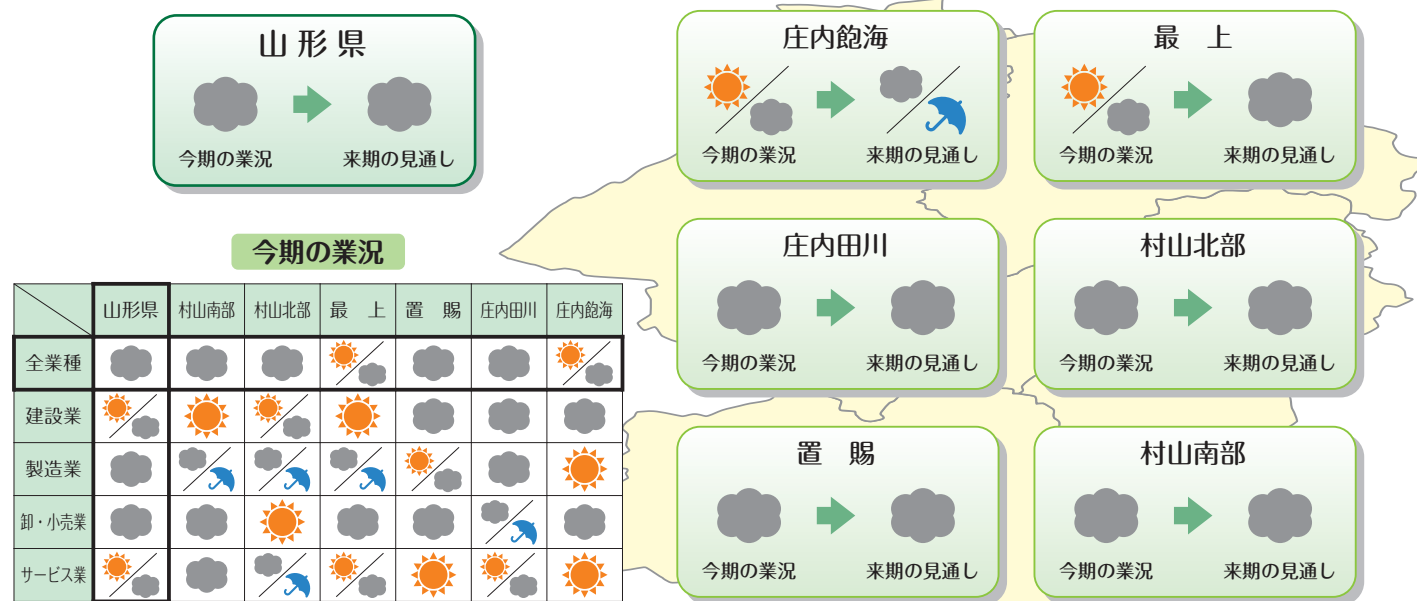 山形県
今期の業況 来期の見通し
庄内飽海
今期の業況 来期の見通し
最 上
今期の業況 来期の見通し
庄内田川
今期の業況 来期の見通し
村山北部
今期の業況 来期の見通し
置 賜
今期の業況 来期の見通し
村山南部
今期の業況 来期の見通し
今期の業況
山形県 村山南部 村山北部 最 上 置 賜 庄内田川 庄内飽海
全業種
建設業
製造業
卸・小売業
サービス業